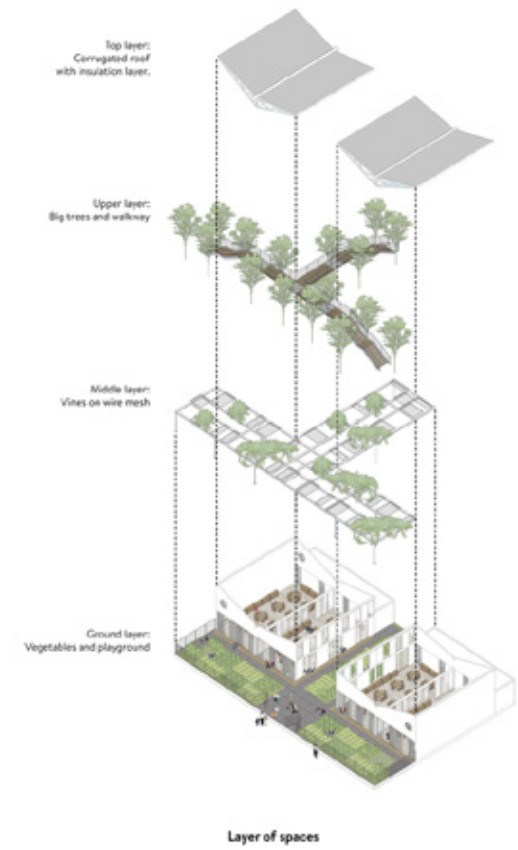 Top layer:
Corrugated roof
with insulation layer.
Upper layer:
Big trees and walkway
Middle layer:
Vines on wire mesh
Ground layer:
Vegetables and playground
Layer of spaces